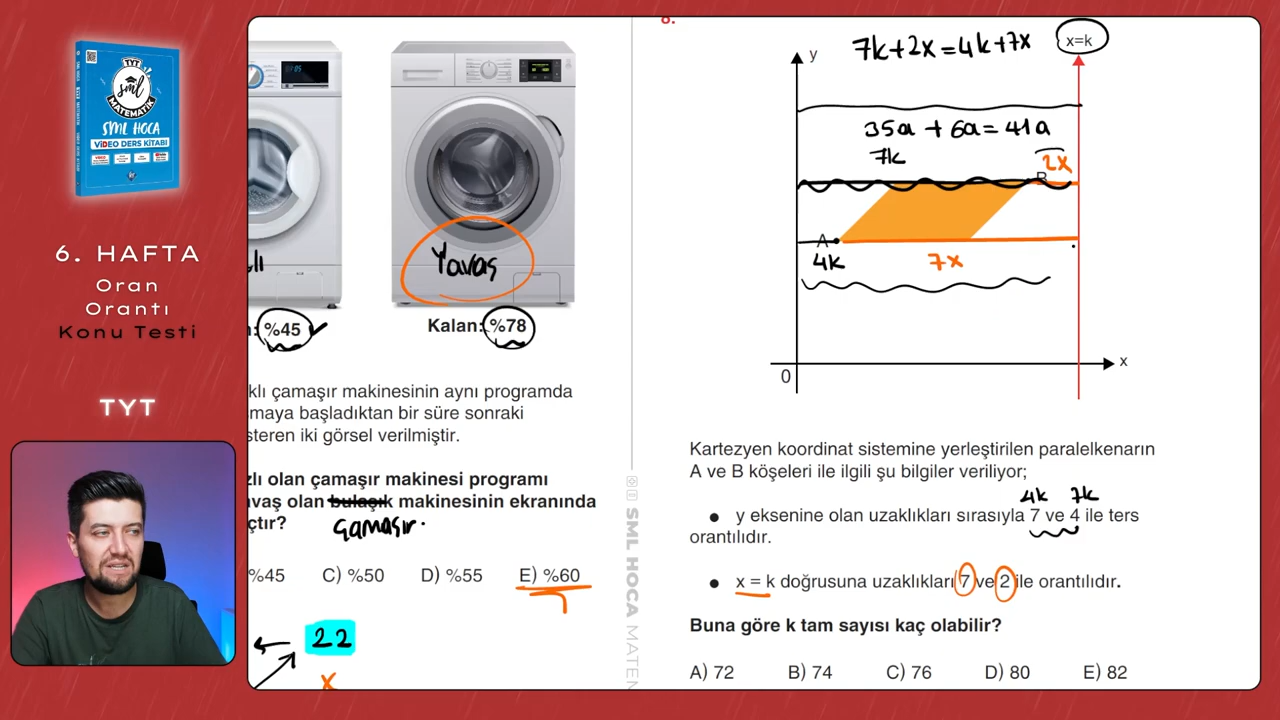 TYT
sml
MATEMATİK
SML HOCA
VİDEO DERS KİTABI
6. HAFTA
Oran
Orantı
Konu Testi
TYT
Yavaş
%45
Kalan: %78
klı çamaşır makinesinin aynı programda
maya başladıktan bir süre sonraki
steren iki görsel verilmiştir.
zlı olan çamaşır makinesi programı
vaş olan bulaşık makinesinin ekranında
çtır?
Çamaşır.
%45 C) %50 D) %55 E) %60
22
x
SML HOCA MATEM
7k+2x=4k+7x
x=k
y
35a + 6a = 41a
7k
2x
B
A
4k
7x
0
x
Kartezyen koordinat sistemine yerleştirilen paralelkenarın
A ve B köşeleri ile ilgili şu bilgiler veriliyor;
4k 7k
● y eksenine olan uzaklıkları sırasıyla 7 ve 4 ile ters
orantılıdır.
● x = k doğrusuna uzaklıkları 7 ve 2 ile orantılıdır.
Buna göre k tam sayısı kaç olabilir?
A) 72 B) 74 C) 76 D) 80 E) 82